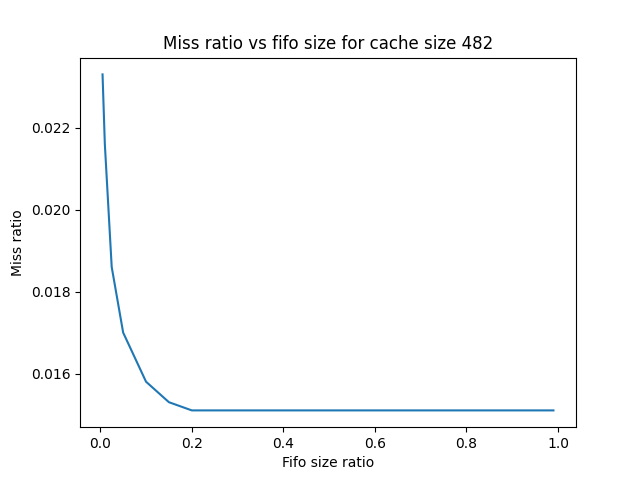 Miss ratio vs fifo size for cache size 482
0.022
0.020
0.018
0.016
Miss ratio
0.0 0.2 0.4 0.6 0.8 1.0
Fifo size ratio